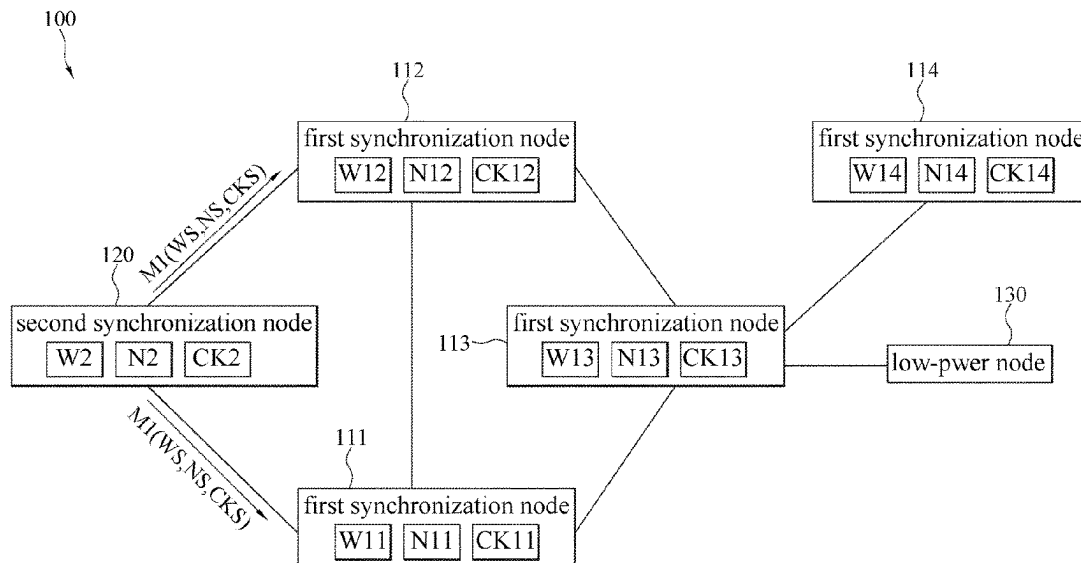 100
112
114
first synchronization node
W12 N12 CK12
first synchronization node
W14 N14 CK14
M1(WS,NS,CKS)
120
second synchronization node
W2 N2 CK2
113
first synchronization node
W13 N13 CK13
130
low-pwer node
M1(WS,NS,CKS)
111
first synchronization node
W11 N11 CK11